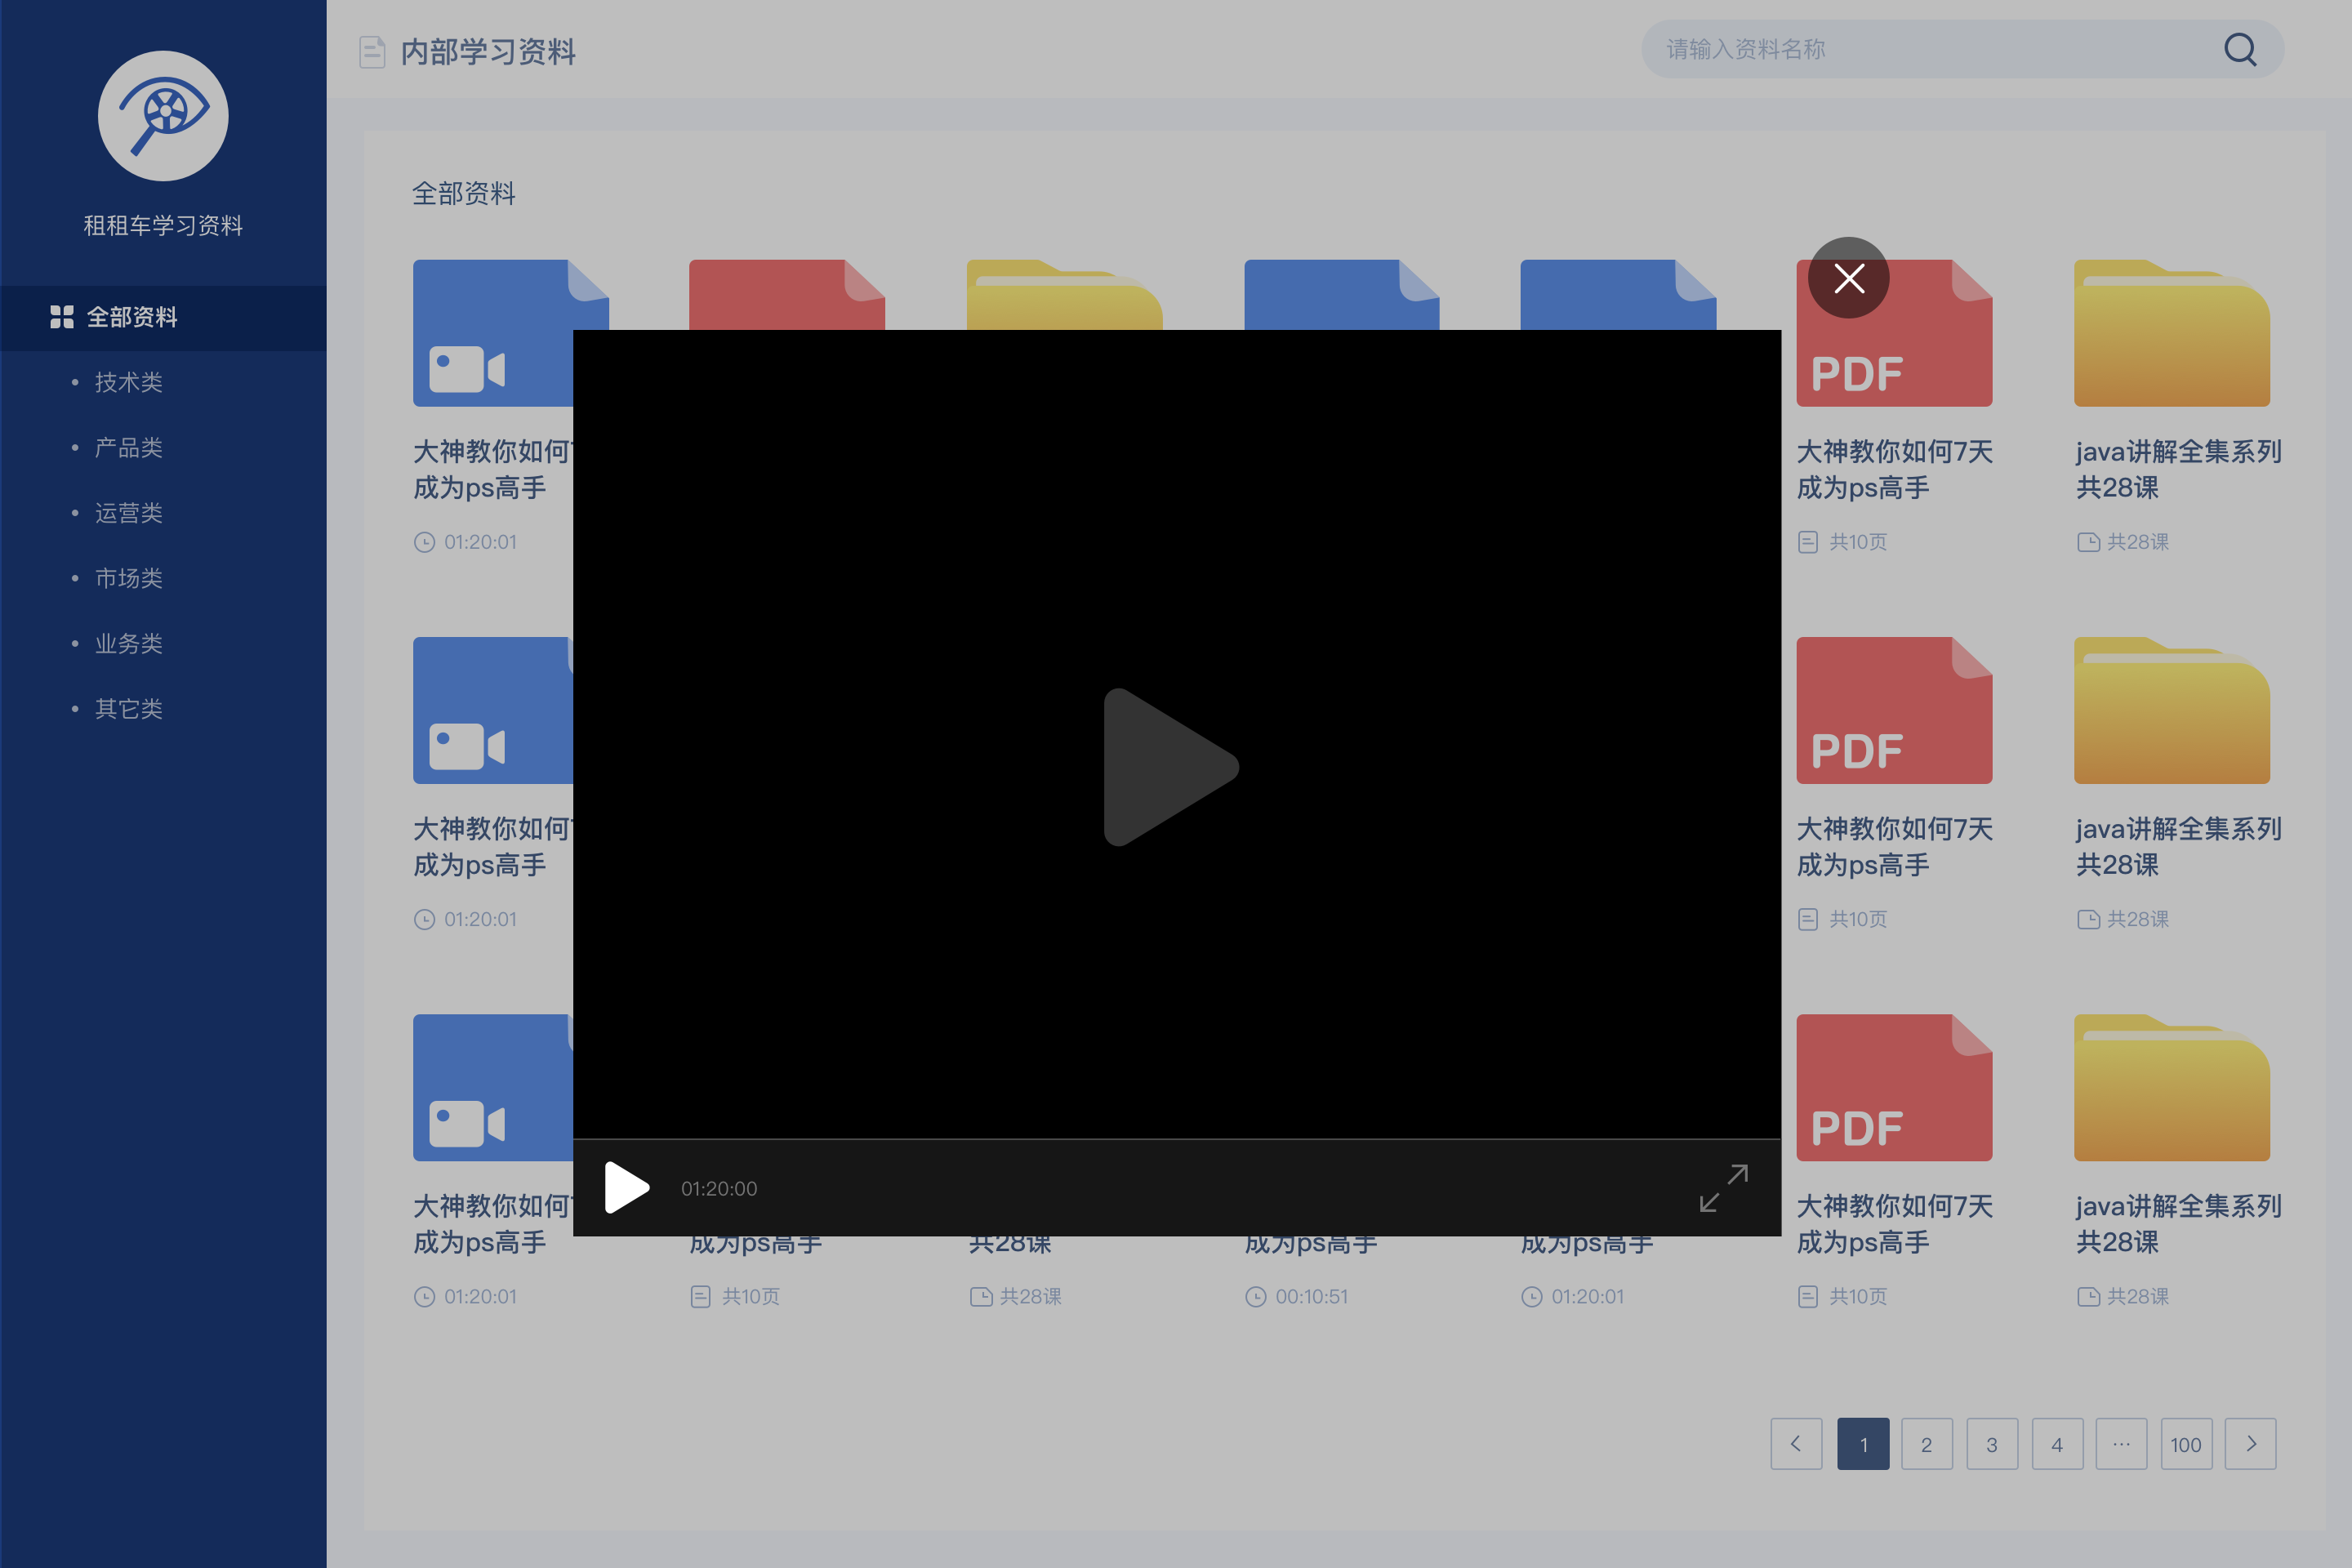 内部学习资料
请输入资料名称
租租车学习资料
全部资料
技术类
产品类
运营类
市场类
业务类
其它类
全部资料
PDF
大神教你如何
成为ps高手
01:20:01
大神教你如何7天
成为ps高手
共10页
java讲解全集系列
共28课
共28课
PDF
大神教你如何
成为ps高手
01:20:01
大神教你如何7天
成为ps高手
共10页
java讲解全集系列
共28课
共28课
PDF
01:20:00
大神教你如何
成为ps高手
01:20:01
成为ps高手
共10页
共28课
共28课
成为ps高手
00:10:51
成为ps高手
01:20:01
大神教你如何7天
成为ps高手
共10页
java讲解全集系列
共28课
共28课
1 2 3 4 ··· 100